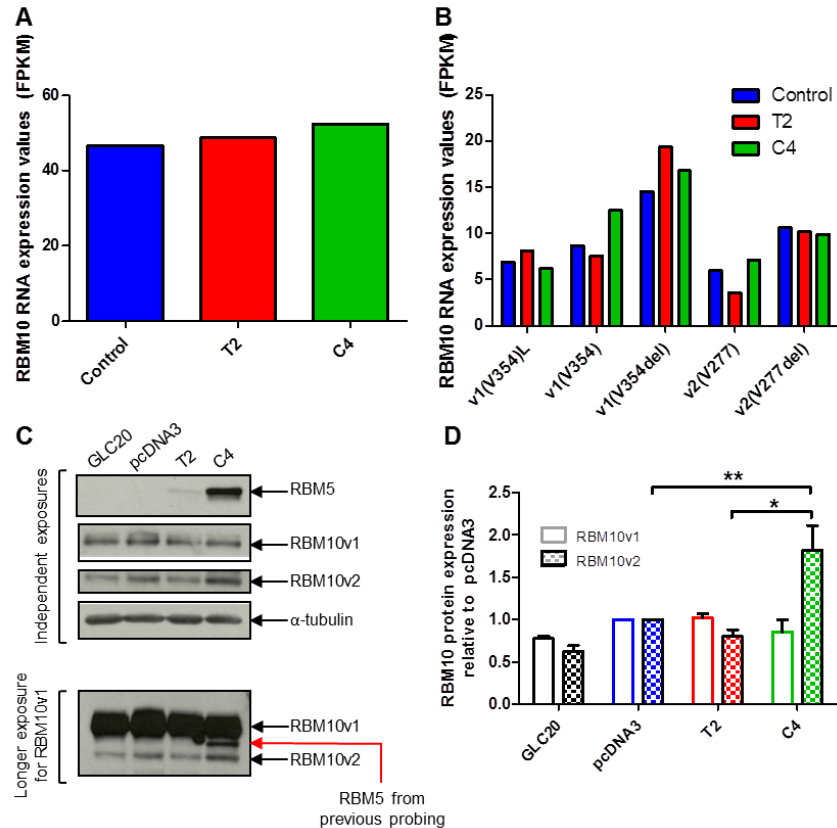 A
RBM10 RNA expression values (FPKM)
60
40
20
0
Control
T2
C4
B
RBM10 RNA expression values (FPKM)
25
20
15
10
5
0
Control
T2
C4
v1(V354)L
v1(V354)
v1(V354del)
v2(V277)
v2(V277del)
C
GLC20
pcDNA3
T2
C4
Independent exposures
RBM5
RBM10v1
RBM10v2
α-tubulin
Longer exposure
for RBM10v1
RBM10v1
RBM10v2
RBM5 from
previous probing
D
RBM10 protein expression
relative to pcDNA3
2.5
2.0
1.5
1.0
0.5
0.0
RBM10v1
RBM10v2
**
*
GLC20
pcDNA3
T2
C4